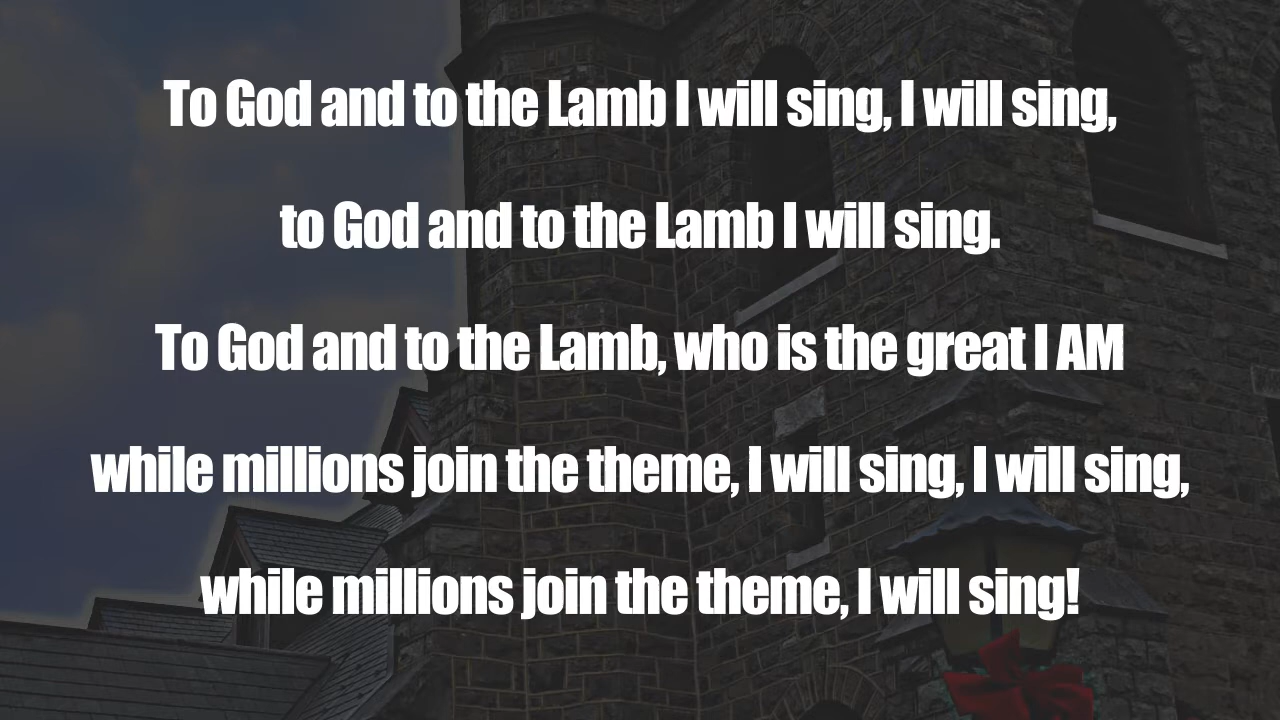 To God and to the Lamb I will sing, I will sing,
to God and to the Lamb I will sing.
To God and to the Lamb, who is the great I AM
while millions join the theme, I will sing, I will sing,
while millions join the theme, I will sing!